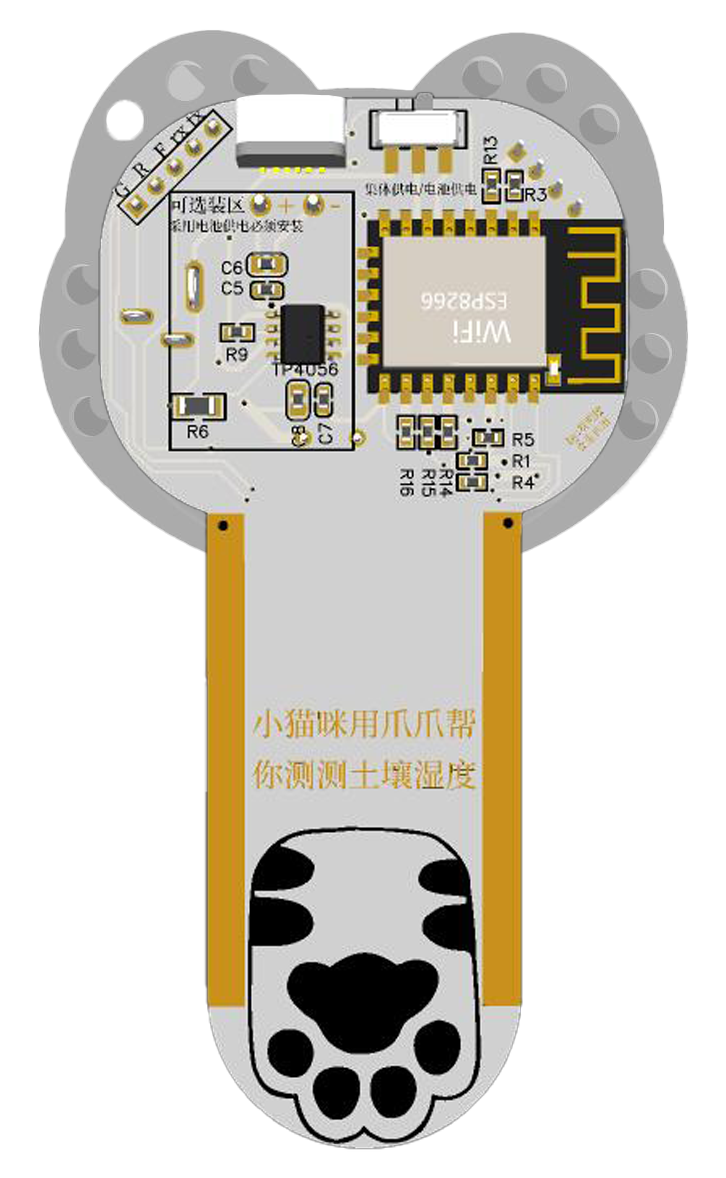 G R F rx tx
R13
集体供电/电池供电
R3
可选装区 + -
采用电池供电必须安装
C6
C5
WiFi
ESP8266
R9
TP4056
R6
C8
C7
R16
R15
R14
R5
R1
R4
小猫咪用爪爪帮
你测测土壤湿度